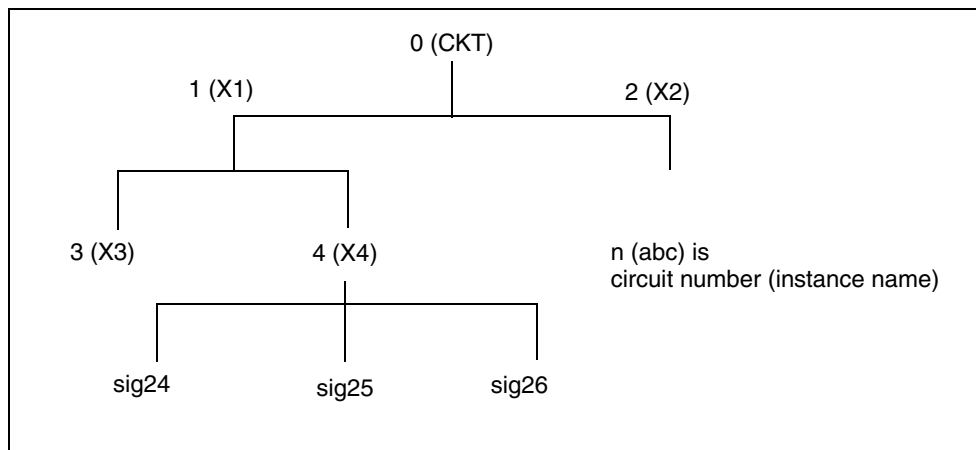 0 (CKT)
1 (X1)
2 (X2)
3 (X3)
4 (X4)
n (abc) is
circuit number (instance name)
sig24
sig25
sig26